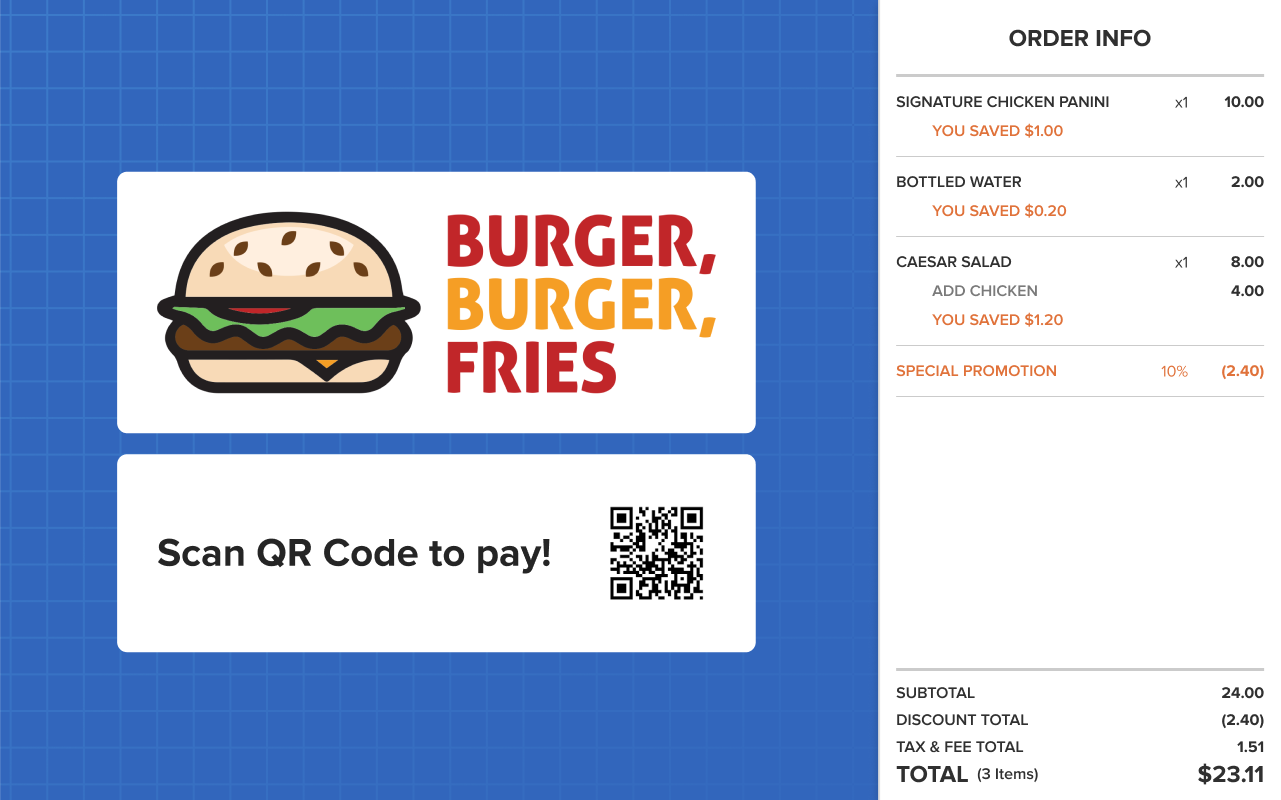 BURGER,
BURGER,
FRIES
Scan QR Code to pay!
ORDER INFO
SIGNATURE CHICKEN PANINI x1 10.00
YOU SAVED $1.00
BOTTLED WATER x1 2.00
YOU SAVED $0.20
CAESAR SALAD x1 8.00
ADD CHICKEN 4.00
YOU SAVED $1.20
SPECIAL PROMOTION 10% (2.40)
SUBTOTAL 24.00
DISCOUNT TOTAL (2.40)
TAX & FEE TOTAL 1.51
TOTAL (3 Items) $23.11